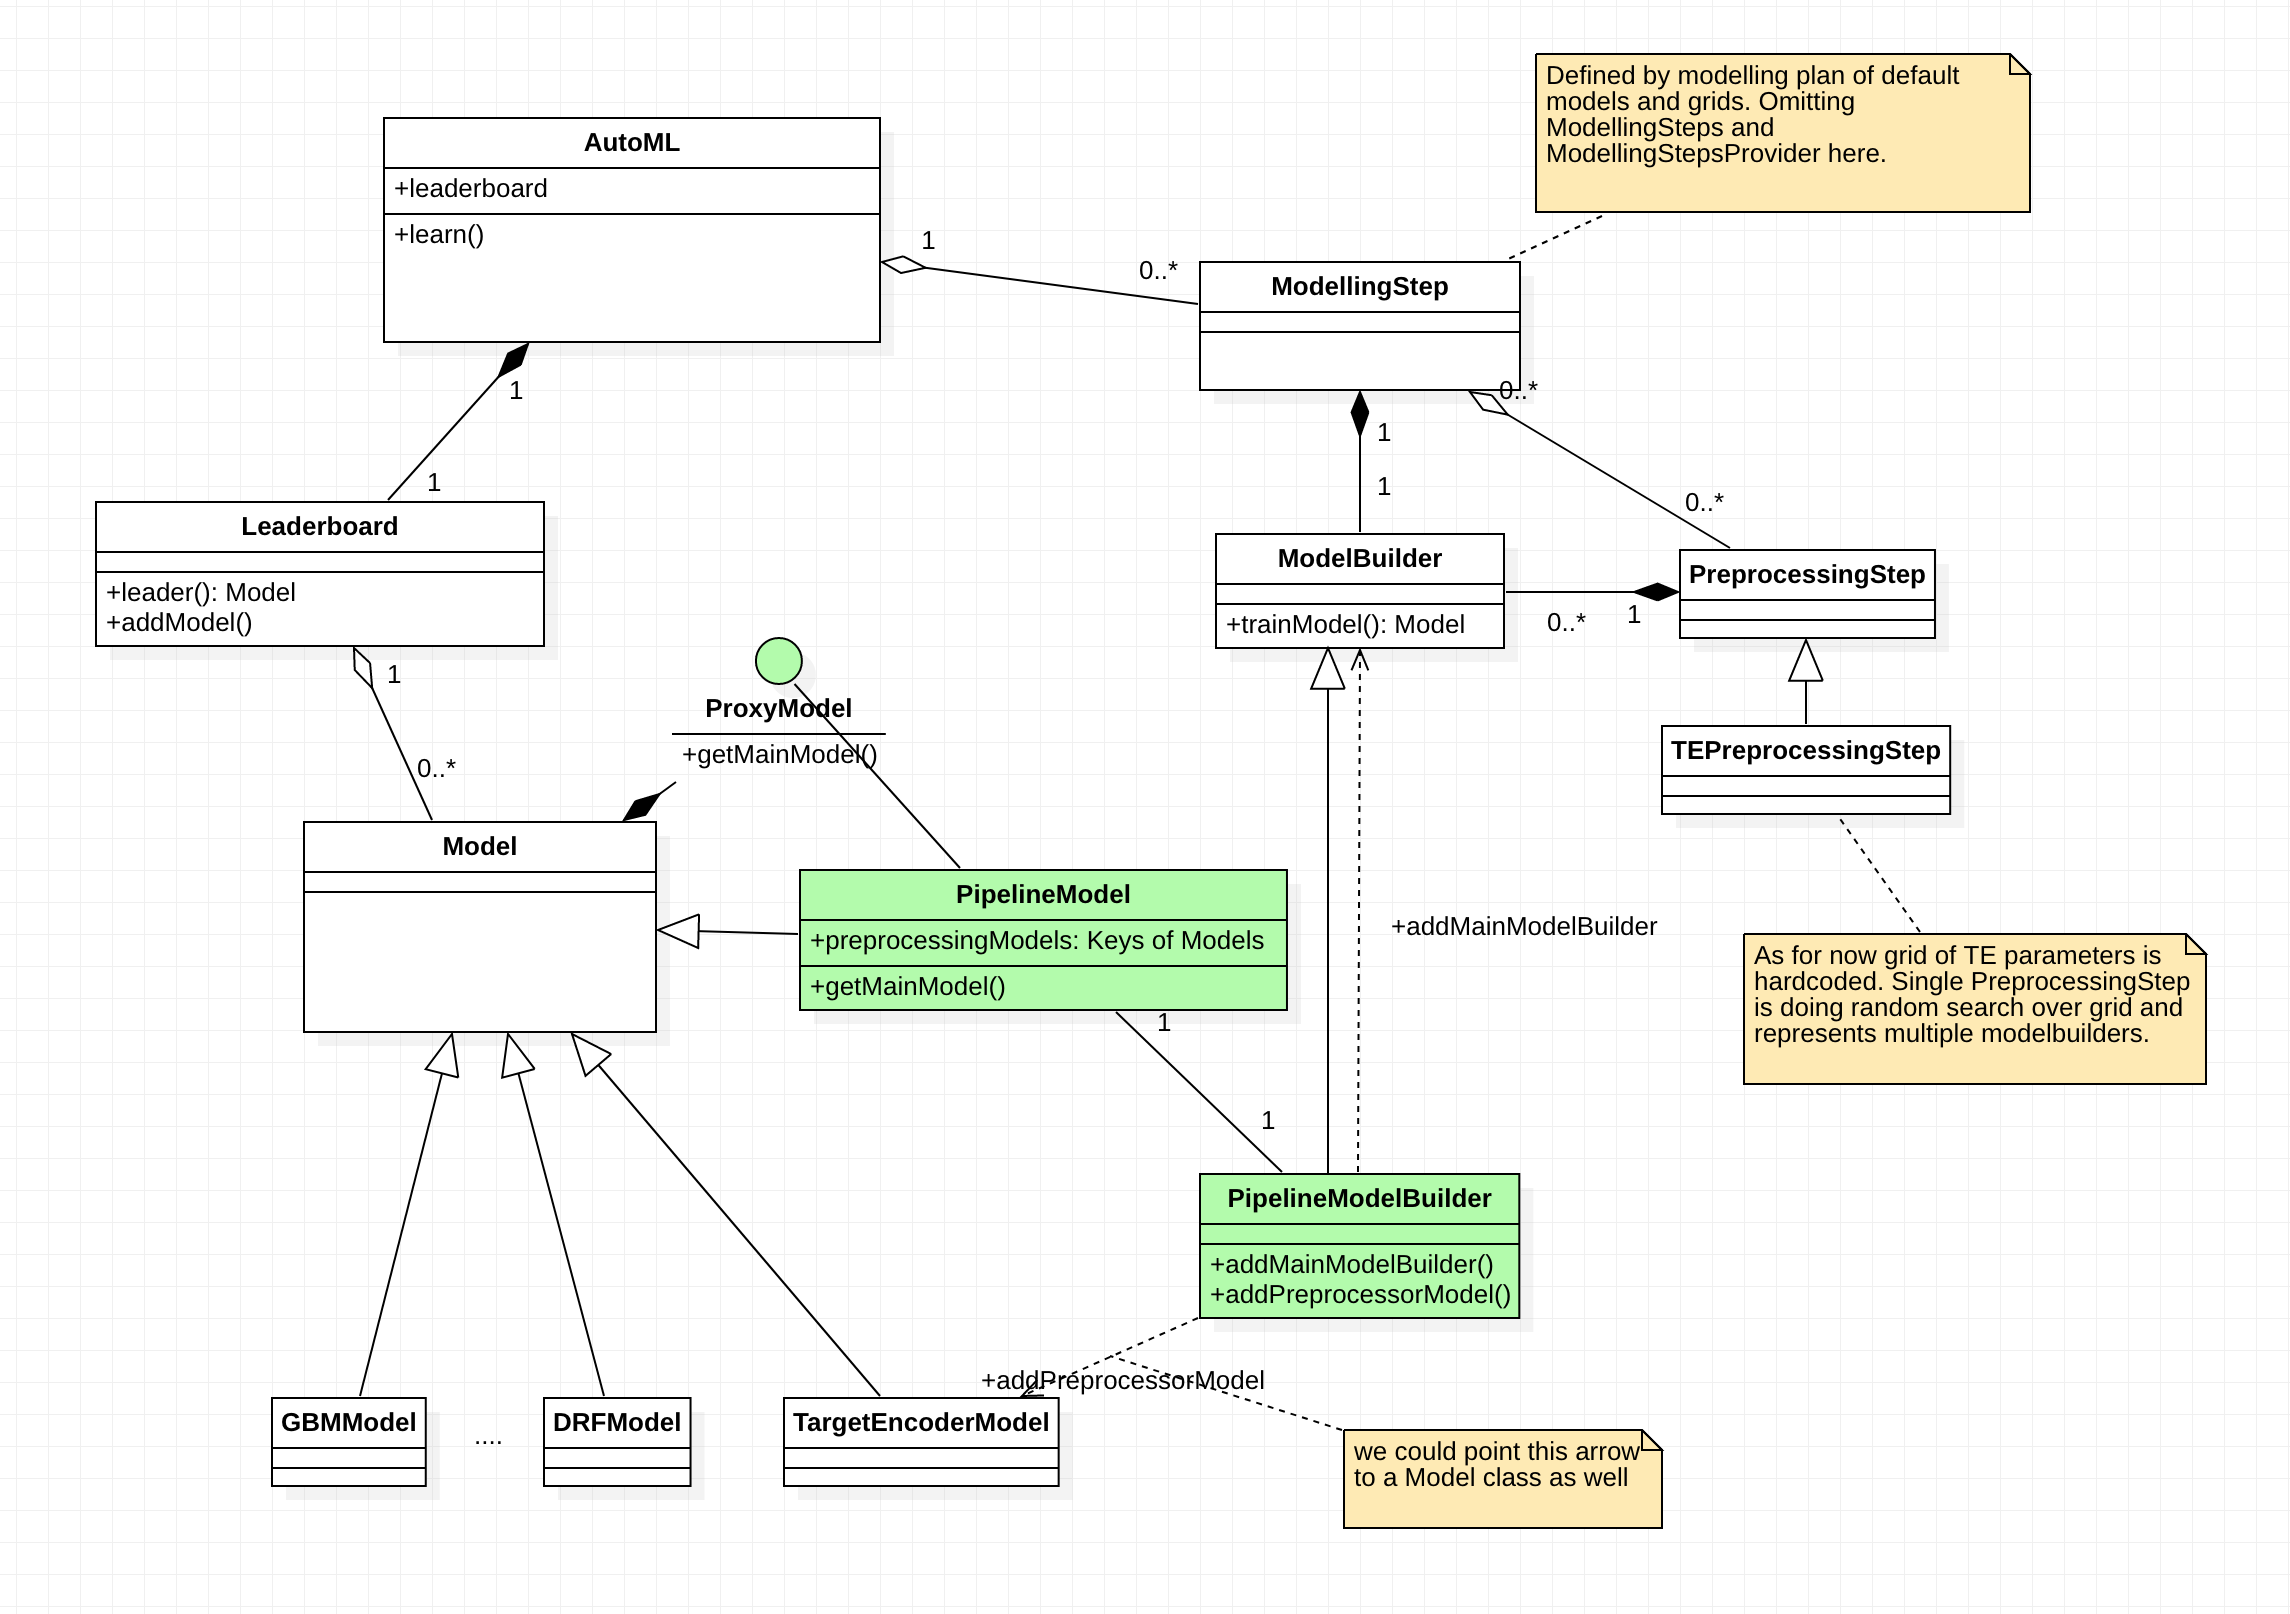 Defined by modelling plan of default
models and grids. Omitting
ModellingSteps and
ModellingStepsProvider here.
AutoML
+leaderboard
+learn()
1
0..*
ModellingStep
1
1
0..*
1
1
0..*
Leaderboard
+leader(): Model
+addModel()
ModelBuilder
+trainModel(): Model
PreprocessingStep
0..*
1
1
0..*
ProxyModel
+getMainModel()
TEPreprocessingStep
Model
PipelineModel
+preprocessingModels: Keys of Models
+getMainModel()
+addMainModelBuilder
As for now grid of TE parameters is
hardcoded. Single PreprocessingStep
is doing random search over grid and
represents multiple modelbuilders.
1
1
PipelineModelBuilder
+addMainModelBuilder()
+addPreprocessorModel()
+addPreprocessorModel
GBMModel
....
DRFModel
TargetEncoderModel
we could point this arrow
to a Model class as well